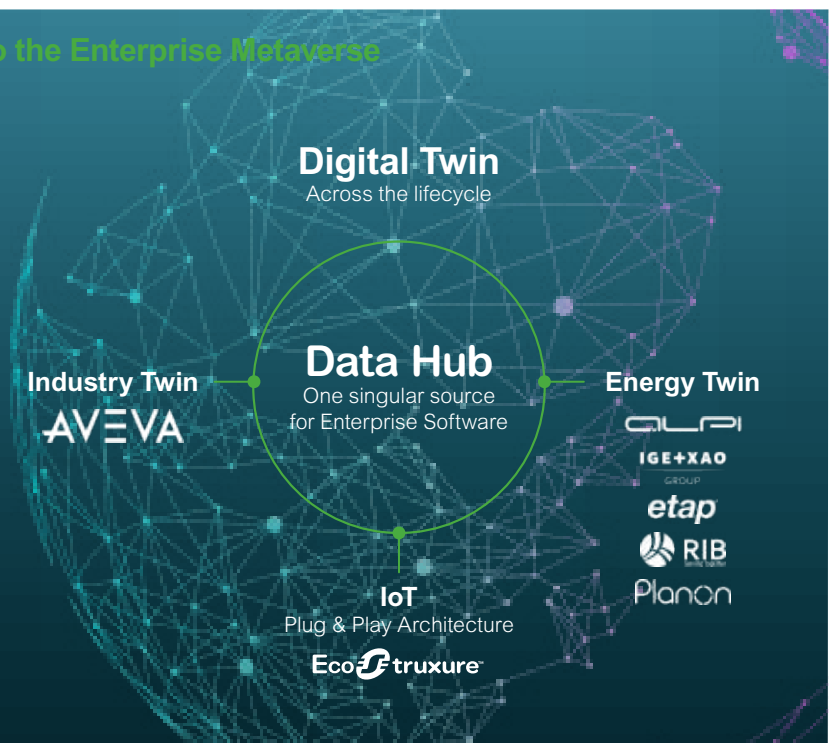 o the Enterprise Metaverse
Digital Twin
Across the lifecycle
Data Hub
One singular source
for Enterprise Software
Industry Twin
AVEVA
Energy Twin
ALPI
IGE+XAO
GROUP
etap
RIB
Planon
IoT
Plug & Play Architecture
EcoStruxure